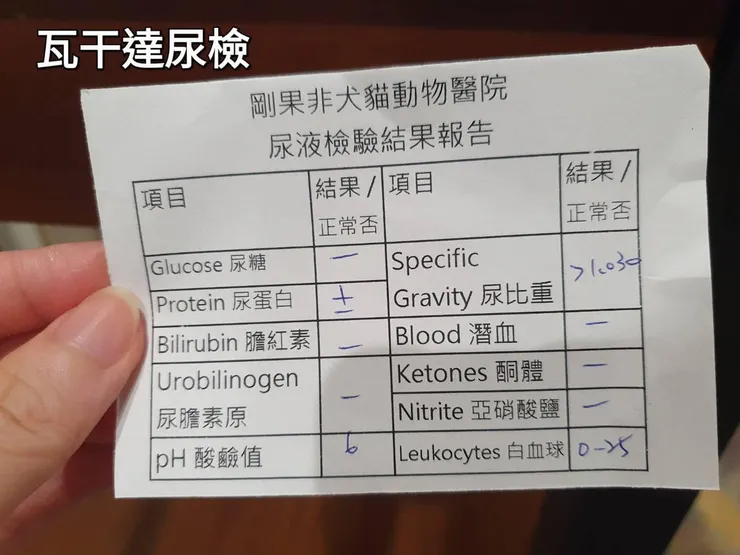 瓦干達尿檢
剛果非犬貓動物醫院
尿液檢驗結果報告
項目 結果 / 正常否 項目 結果 / 正常否
Glucose 尿糖 —
Protein 尿蛋白 ±
Bilirubin 膽紅素 —
Urobilinogen 尿膽素原 —
pH 酸鹼值 6
Specific Gravity 尿比重 >1.030
Blood 潛血 —
Ketones 酮體 —
Nitrite 亞硝酸鹽 —
Leukocytes 白血球 0-25